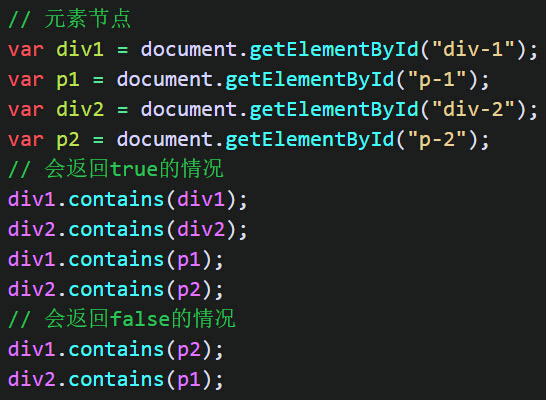 // 元素节点
var div1 = document.getElementById("div-1");
var p1 = document.getElementById("p-1");
var div2 = document.getElementById("div-2");
var p2 = document.getElementById("p-2");
// 会返回true的情况
div1.contains(div1);
div2.contains(div2);
div1.contains(p1);
div2.contains(p2);
// 会返回false的情况
div1.contains(p2);
div2.contains(p1);